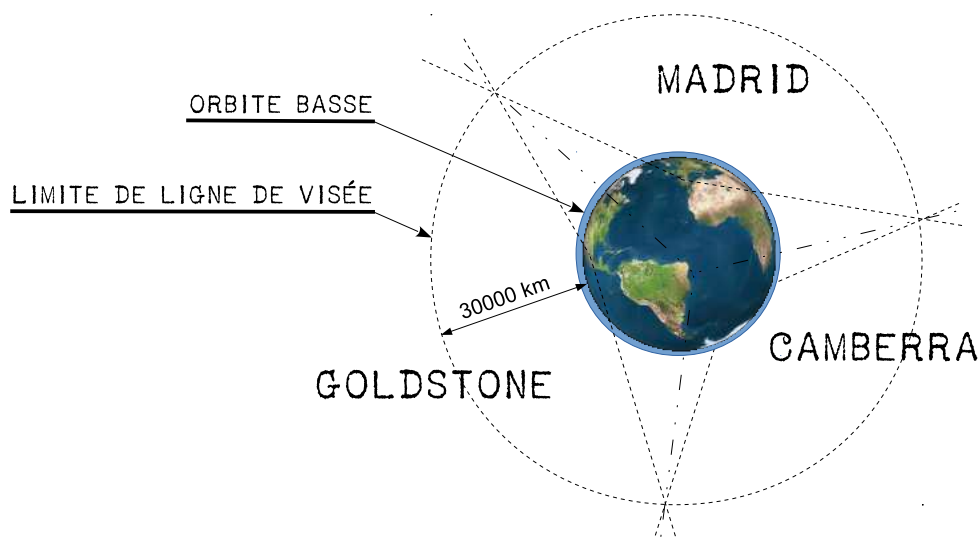 MADRID
ORBITE BASSE
LIMITE DE LIGNE DE VISÉE
30000 km
CAMBERRA
GOLDSTONE